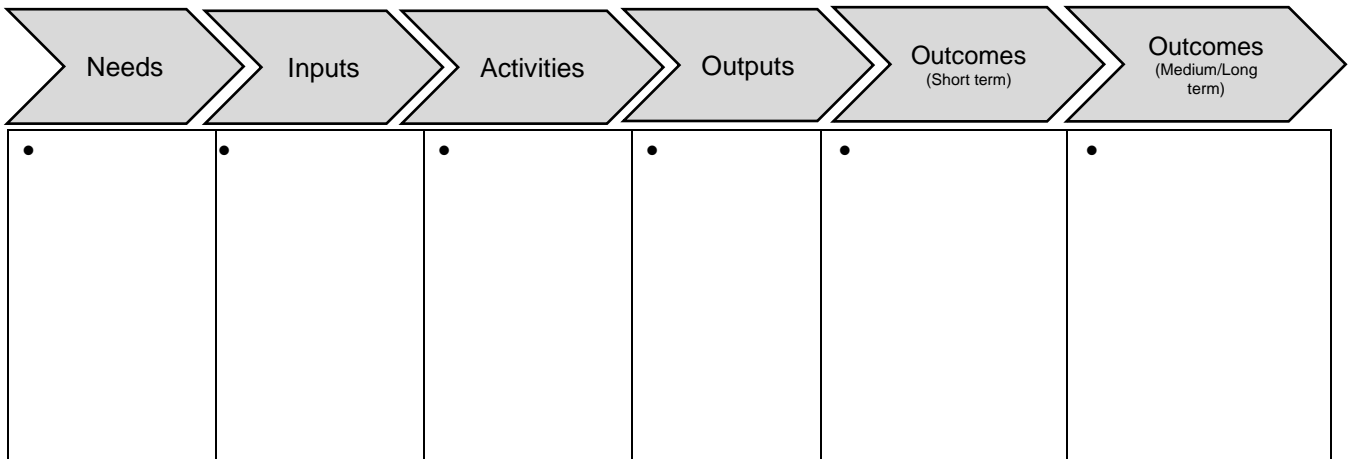 Needs
Inputs
Activities
Outputs
Outcomes
(Short term)
Outcomes
(Medium/Long
term)
•
•
•
•
•
•